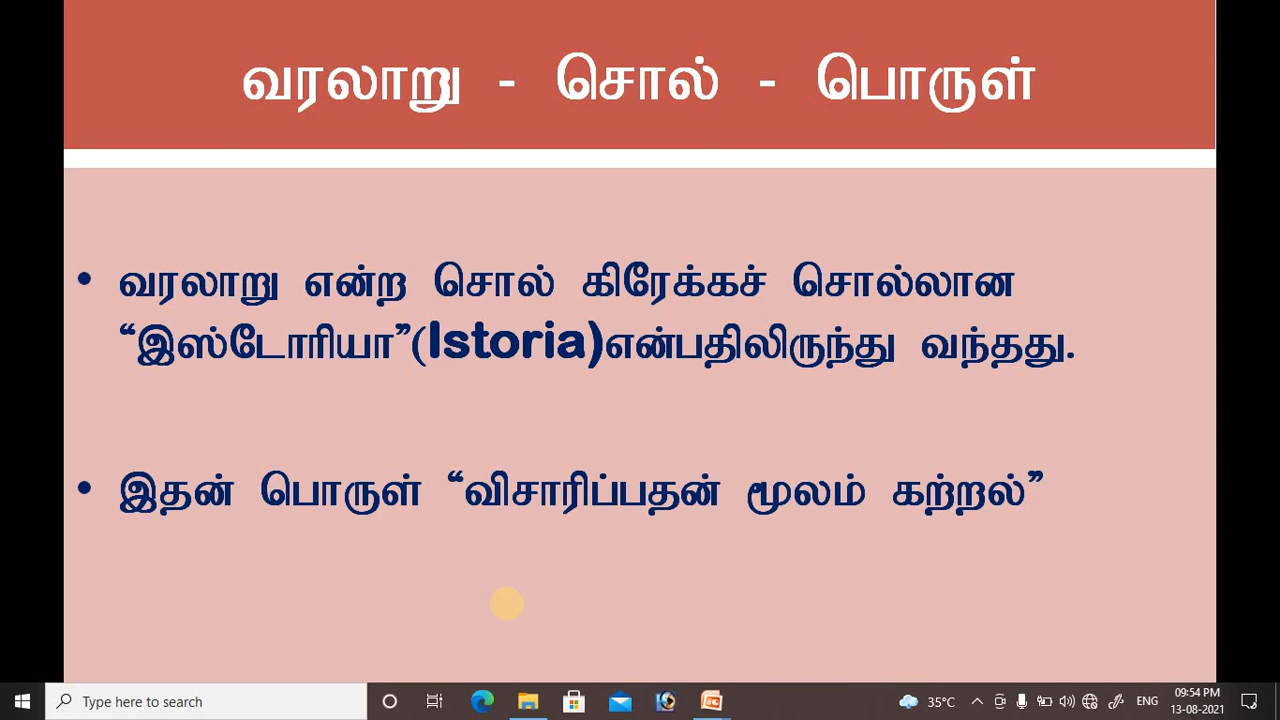 வரலாறு - சொல் - பொருள்
• வரலாறு என்ற சொல் கிரேக்கச் சொல்லான
“இஸ்டோரியா”(Istoria)என்பதிலிருந்து வந்தது.
• இதன் பொருள் “விசாரிப்பதன் மூலம் கற்றல்”
Type here to search
35°C
ENG
09:54 PM
13-08-2021